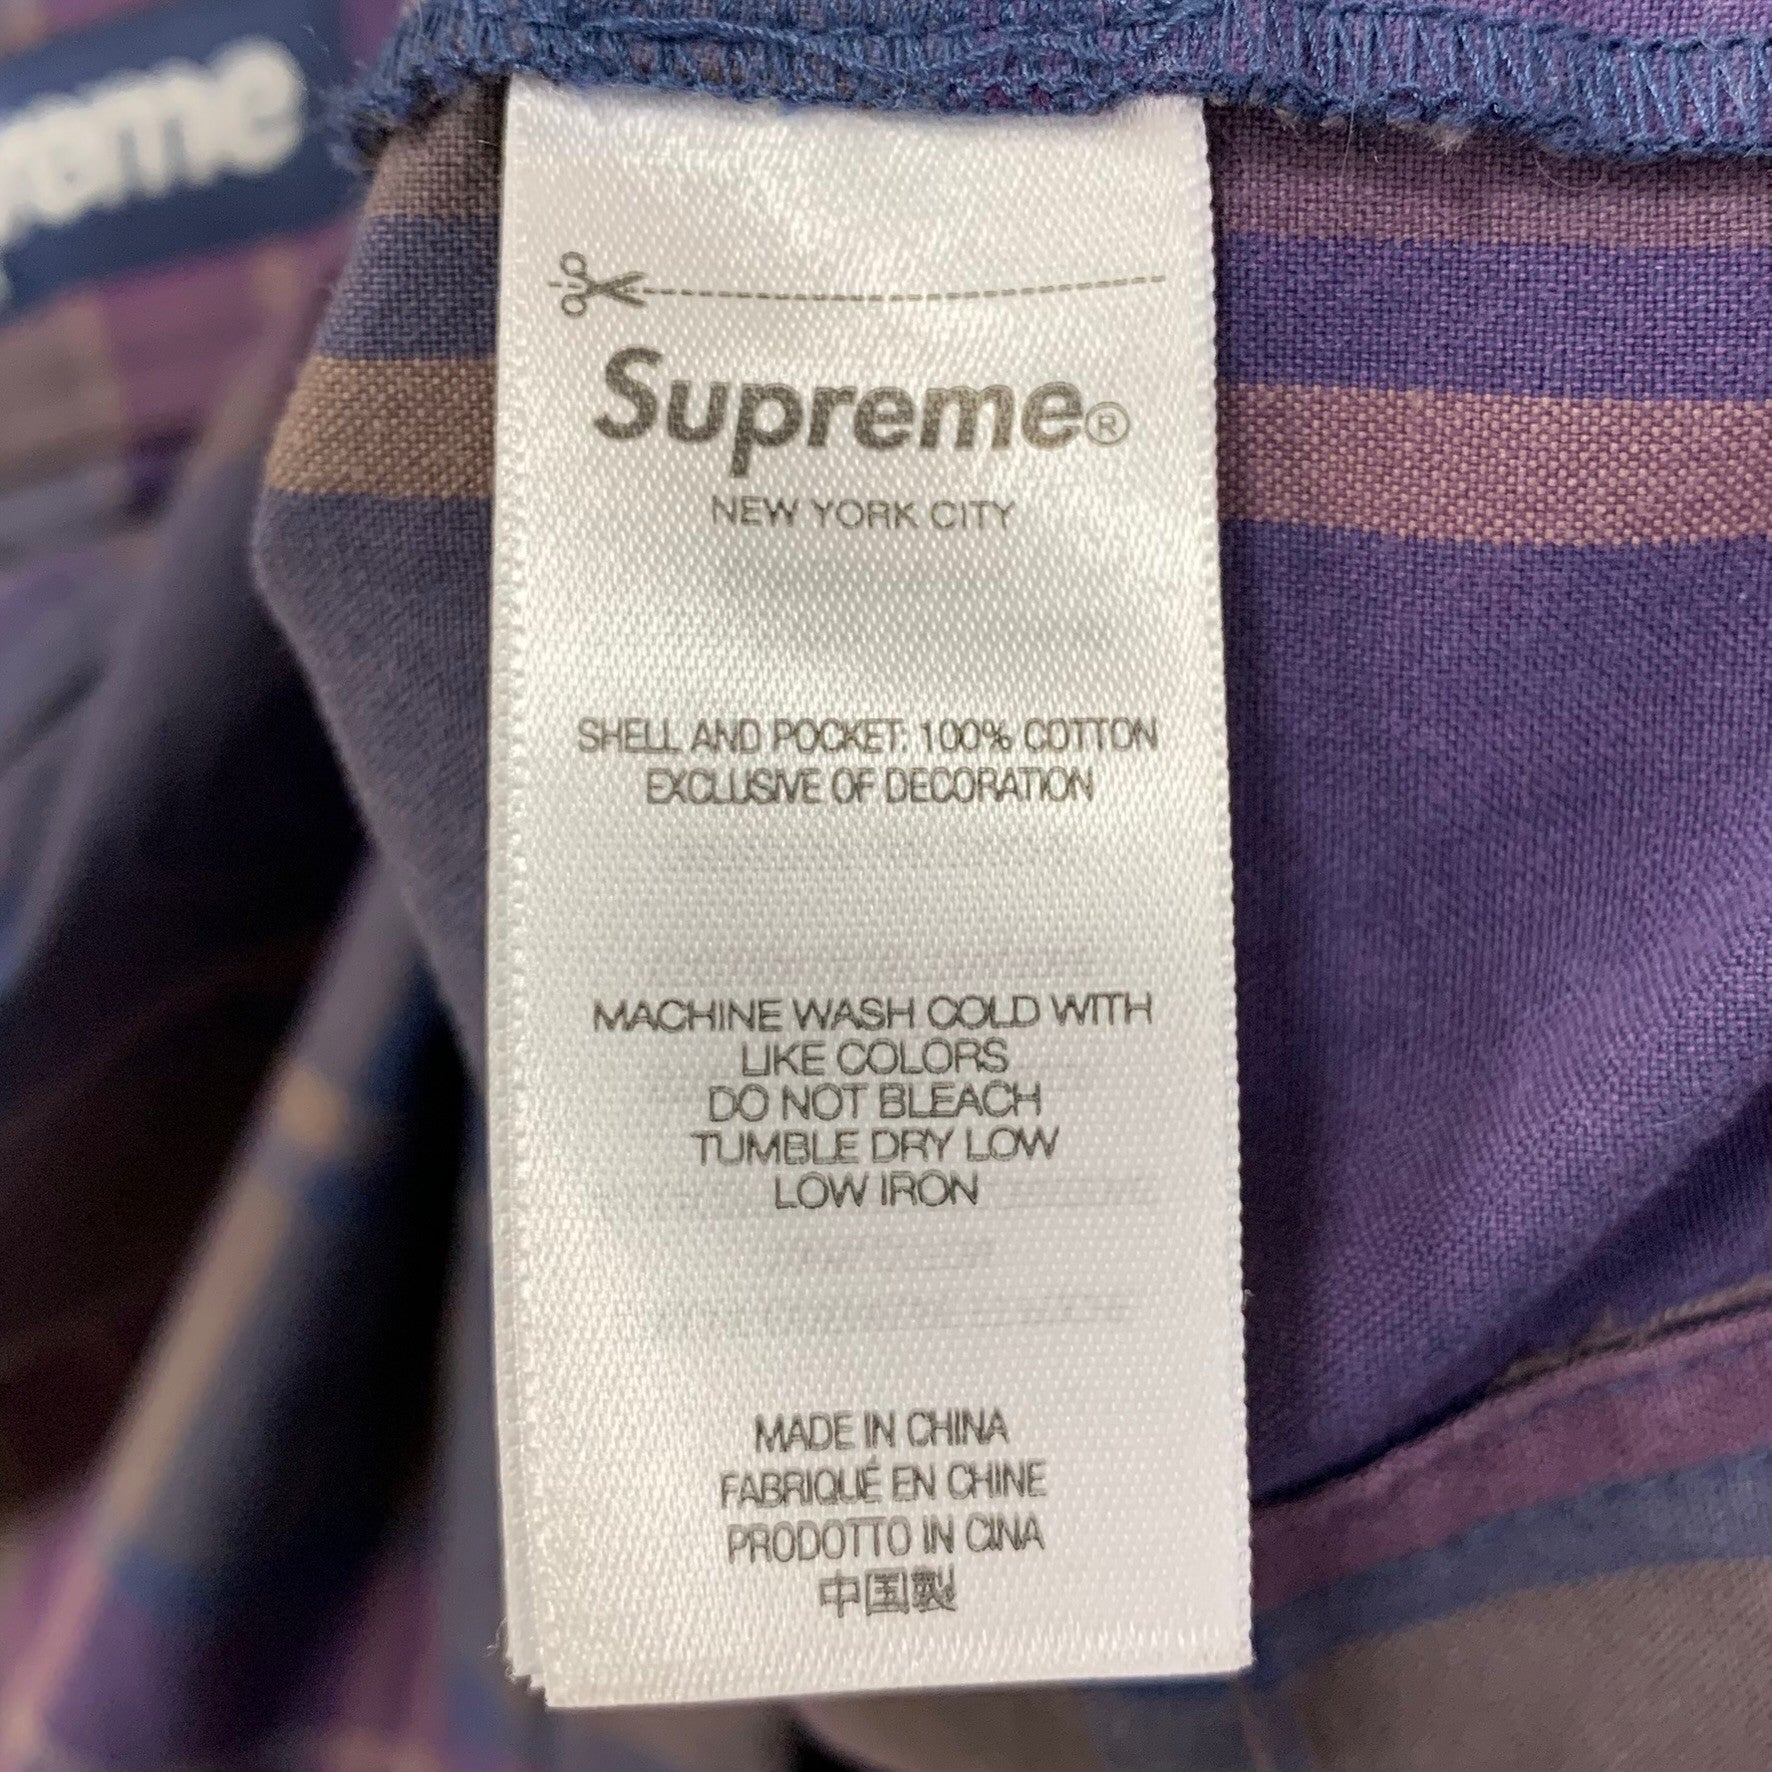 preme
Supreme®
NEW YORK CITY
SHELL AND POCKET: 100% COTTON
EXCLUSIVE OF DECORATION
MACHINE WASH COLD WITH
LIKE COLORS
DO NOT BLEACH
TUMBLE DRY LOW
LOW IRON
MADE IN CHINA
FABRIQUÉ EN CHINE
PRODOTTO IN CINA
中国製